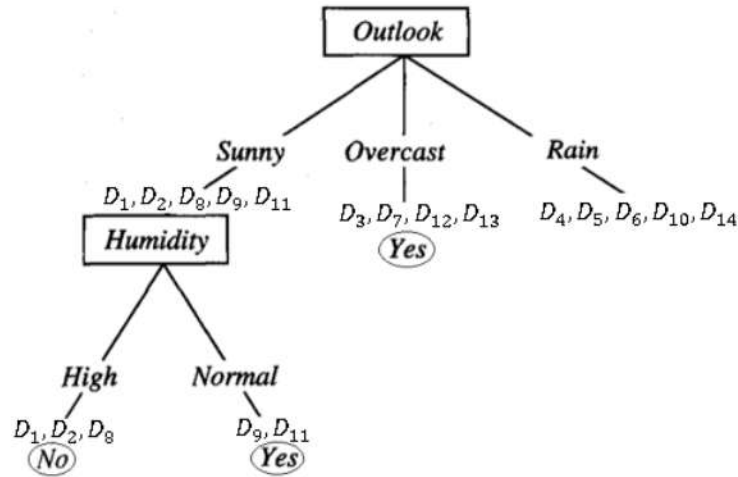 Outlook
Sunny Overcast Rain
D₁, D₂, D₈, D₉, D₁₁
D₃, D₇, D₁₂, D₁₃
D₄, D₅, D₆, D₁₀, D₁₄
Humidity
Yes
High Normal
D₁, D₂, D₈
D₉, D₁₁
No
Yes